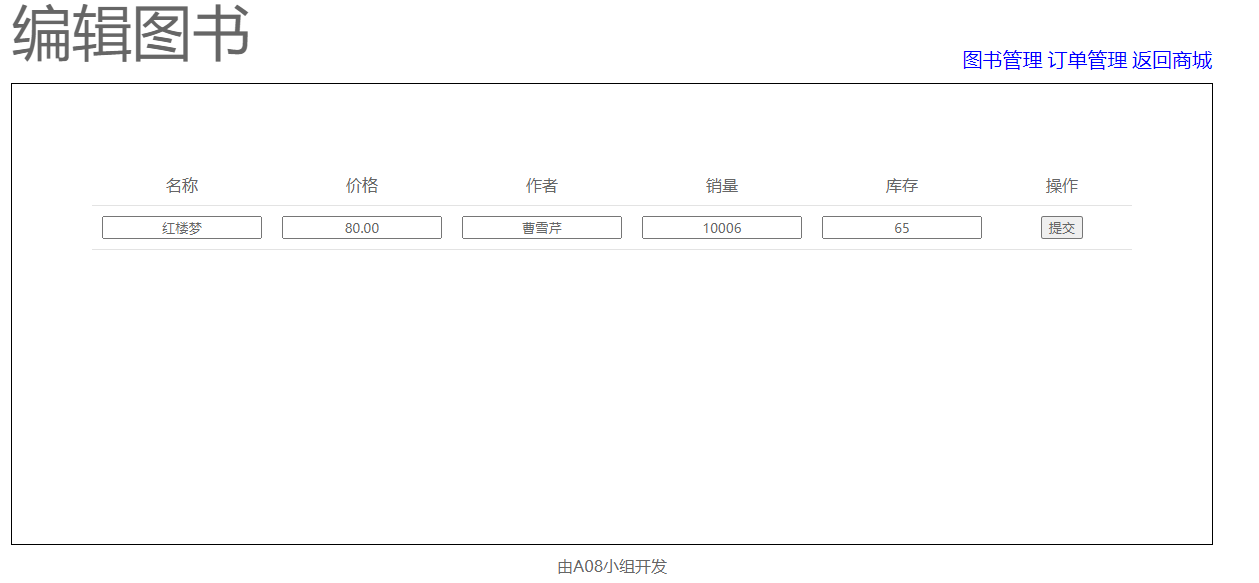 编辑图书
图书管理 订单管理 返回商城
名称 价格 作者 销量 库存 操作
红楼梦 80.00 曹雪芹 10006 65 提交
由A08小组开发